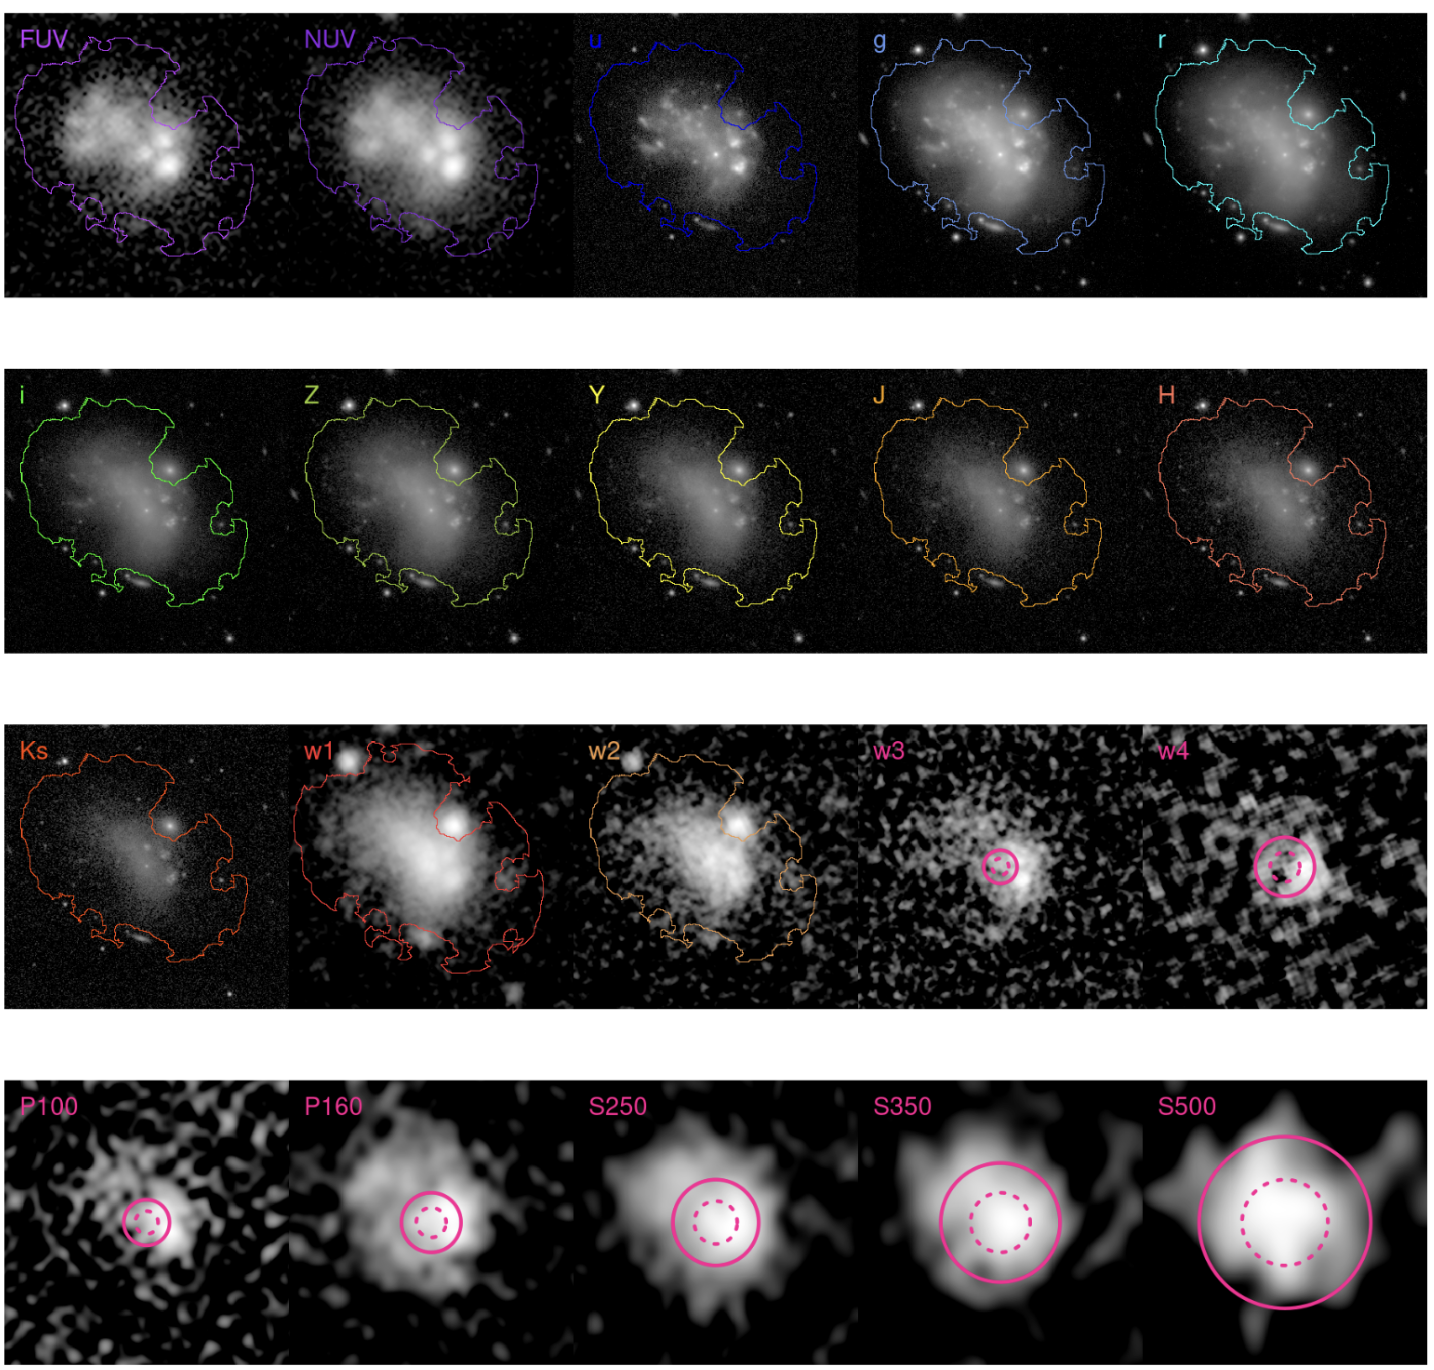 FUV NUV u g r
i Z Y J H
Ks w1 w2 w3 w4
P100 P160 S250 S350 S500